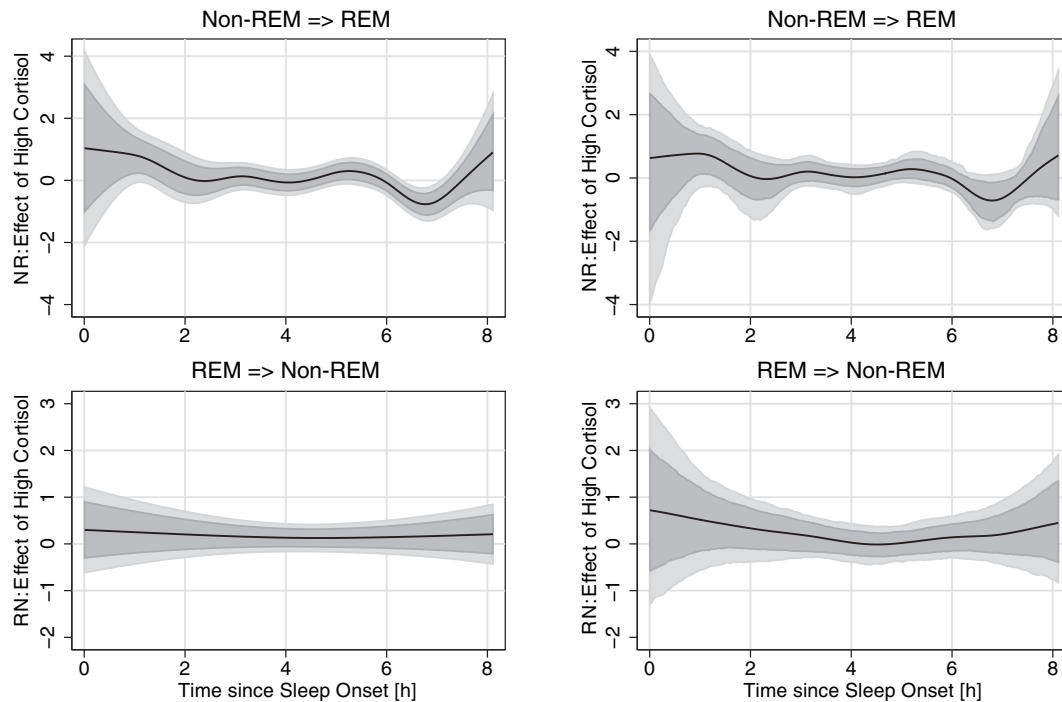 Non-REM => REM
NR:Effect of High Cortisol
4
2
0
−2
−4
0 2 4 6 8
Non-REM => REM
NR:Effect of High Cortisol
4
2
0
−2
−4
0 2 4 6 8
REM => Non-REM
RN:Effect of High Cortisol
3
2
1
0
−1
−2
0 2 4 6 8
Time since Sleep Onset [h]
REM => Non-REM
RN:Effect of High Cortisol
3
2
1
0
−1
−2
0 2 4 6 8
Time since Sleep Onset [h]